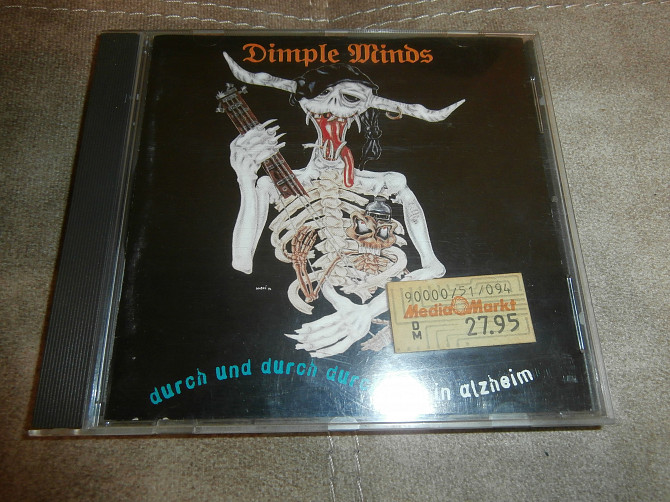 Dimple Minds
90000/51/094
Media Markt
DM 27.95
durch und durch in alzheim